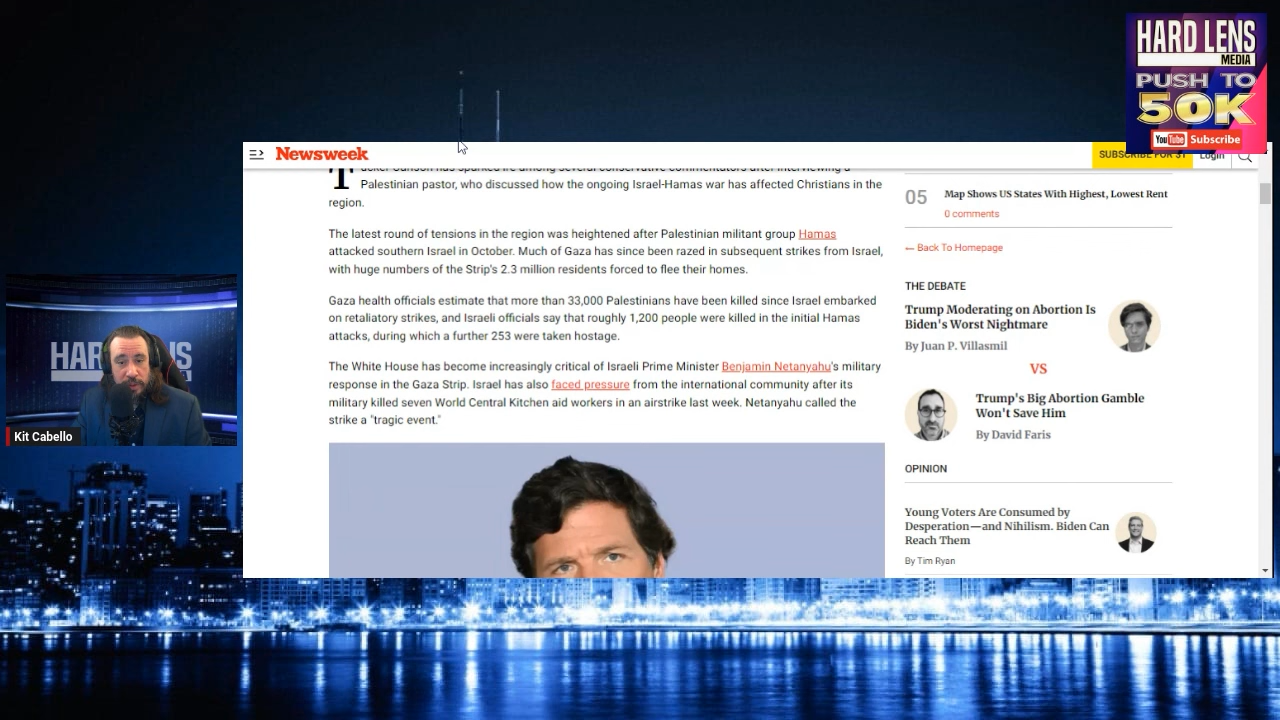 HARD LENS
MEDIA
PUSH TO
50K
YouTube Subscribe
Newsweek
SUBSCRIBE FOR $1
Login
Palestinian pastor, who discussed how the ongoing Israel-Hamas war has affected Christians in the
region.
The latest round of tensions in the region was heightened after Palestinian militant group Hamas
attacked southern Israel in October. Much of Gaza has since been razed in subsequent strikes from Israel,
with huge numbers of the Strip's 2.3 million residents forced to flee their homes.
Gaza health officials estimate that more than 33,000 Palestinians have been killed since Israel embarked
on retaliatory strikes, and Israeli officials say that roughly 1,200 people were killed in the initial Hamas
attacks, during which a further 253 were taken hostage.
The White House has become increasingly critical of Israeli Prime Minister Benjamin Netanyahu's military
response in the Gaza Strip. Israel has also faced pressure from the international community after its
military killed seven World Central Kitchen aid workers in an airstrike last week. Netanyahu called the
strike a "tragic event."
05 Map Shows US States With Highest, Lowest Rent
0 comments
← Back To Homepage
THE DEBATE
Trump Moderating on Abortion Is
Biden's Worst Nightmare
By Juan P. Villasmil
VS
Trump's Big Abortion Gamble
Won't Save Him
By David Faris
OPINION
Young Voters Are Consumed by
Desperation—and Nihilism. Biden Can
Reach Them
By Tim Ryan
Kit Cabello